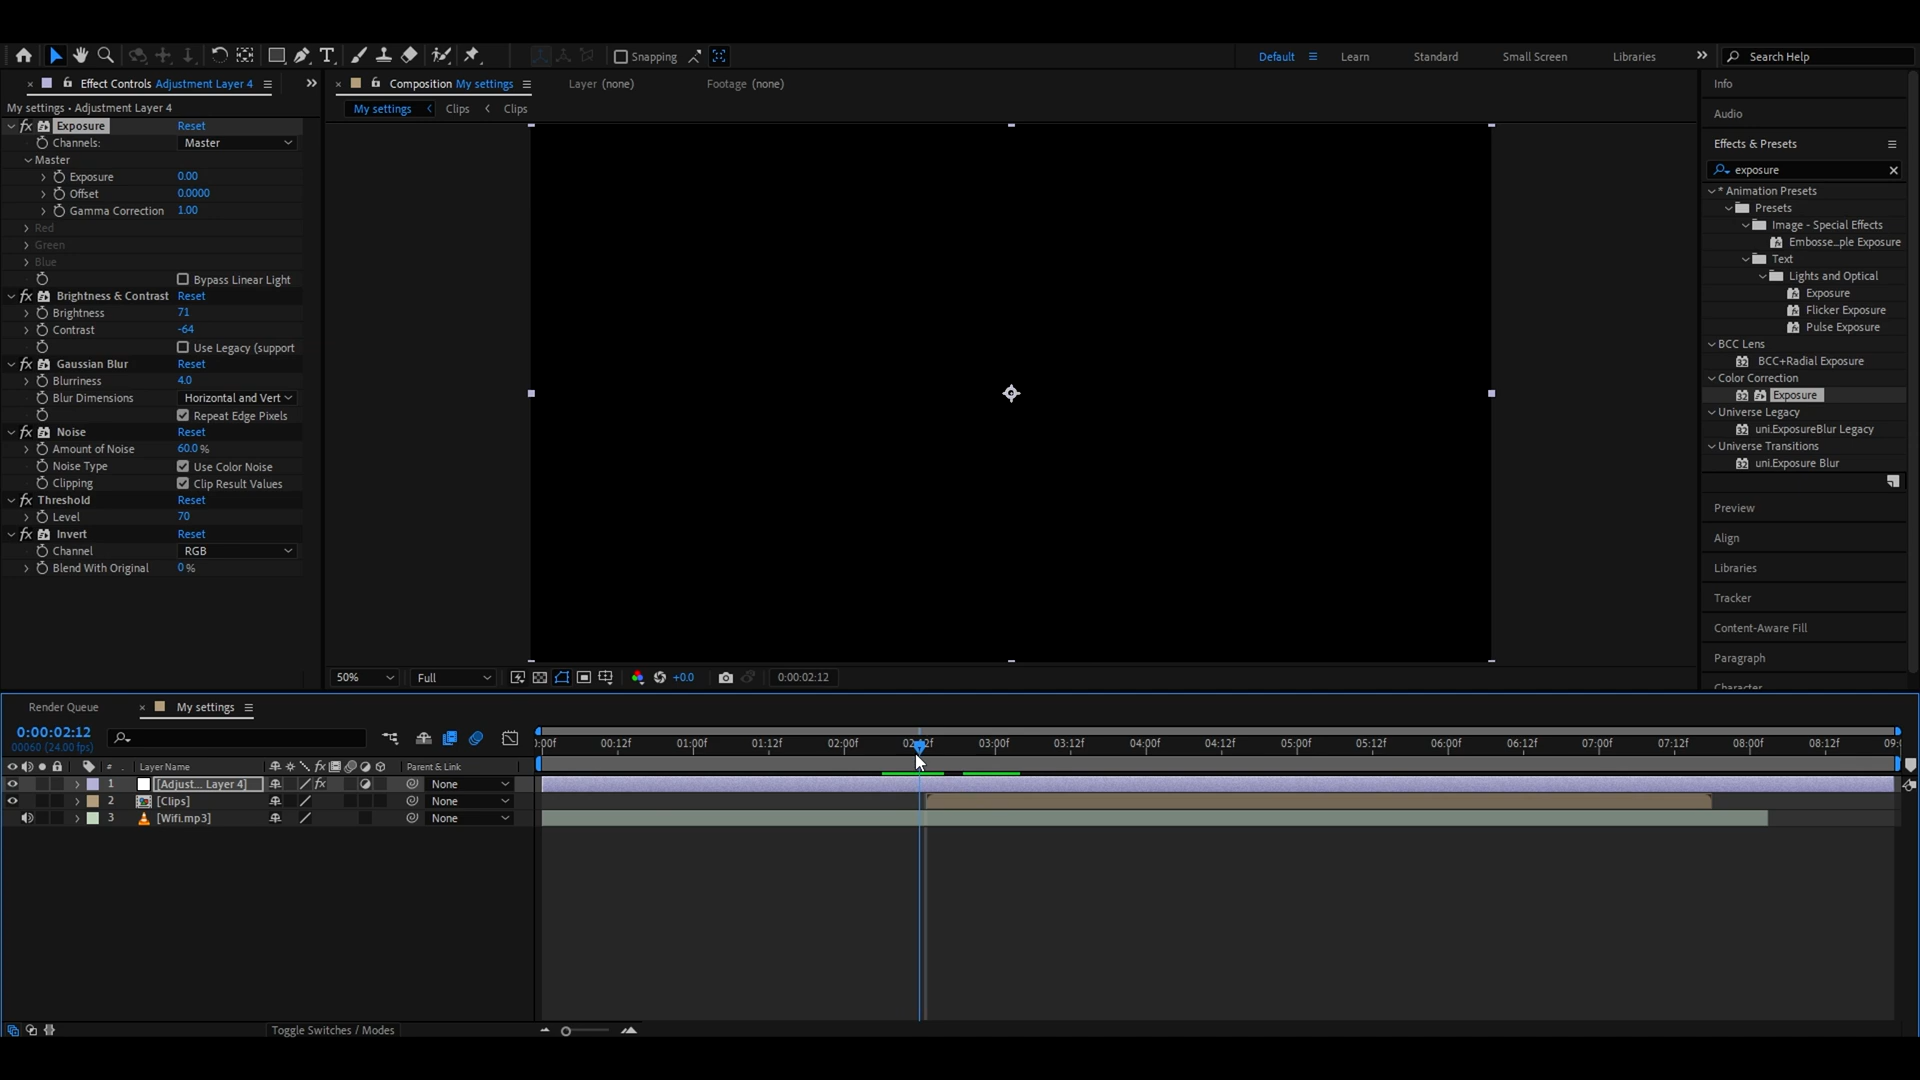 Snapping
Default
Learn
Standard
Small Screen
Libraries
Search Help
Effect Controls Adjustment Layer 4
Composition My settings
Layer (none)
Footage (none)
Info
My settings • Adjustment Layer 4
My settings
Clips
Clips
Audio
Exposure Reset
Channels: Master
Master
Exposure 0.00
Offset 0.0000
Gamma Correction 1.00
Red
Green
Blue
Bypass Linear Light
Brightness & Contrast Reset
Brightness 71
Contrast -64
Use Legacy (support
Gaussian Blur Reset
Blurriness 4.0
Blur Dimensions Horizontal and Vert
Repeat Edge Pixels
Noise Reset
Amount of Noise 60.0 %
Noise Type Use Color Noise
Clipping Clip Result Values
Threshold Reset
Level 70
Invert Reset
Channel RGB
Blend With Original 0 %
Effects & Presets
exposure
* Animation Presets
Presets
Image - Special Effects
Embosse...ple Exposure
Text
Lights and Optical
Exposure
Flicker Exposure
Pulse Exposure
BCC Lens
BCC+Radial Exposure
Color Correction
Exposure
Universe Legacy
uni.ExposureBlur Legacy
Universe Transitions
uni.Exposure Blur
Preview
Align
Libraries
Tracker
Content-Aware Fill
Paragraph
Character
50% Full +0.0 0:00:02:12
Render Queue
My settings
0:00:02:12
00060 (24.00 fps)
:00f 00:12f 01:00f 01:12f 02:00f 02:12f 03:00f 03:12f 04:00f 04:12f 05:00f 05:12f 06:00f 06:12f 07:00f 07:12f 08:00f 08:12f 09:
# Layer Name Parent & Link
1 [Adjust... Layer 4] None
2 [Clips] None
3 [Wifi.mp3] None
Toggle Switches / Modes